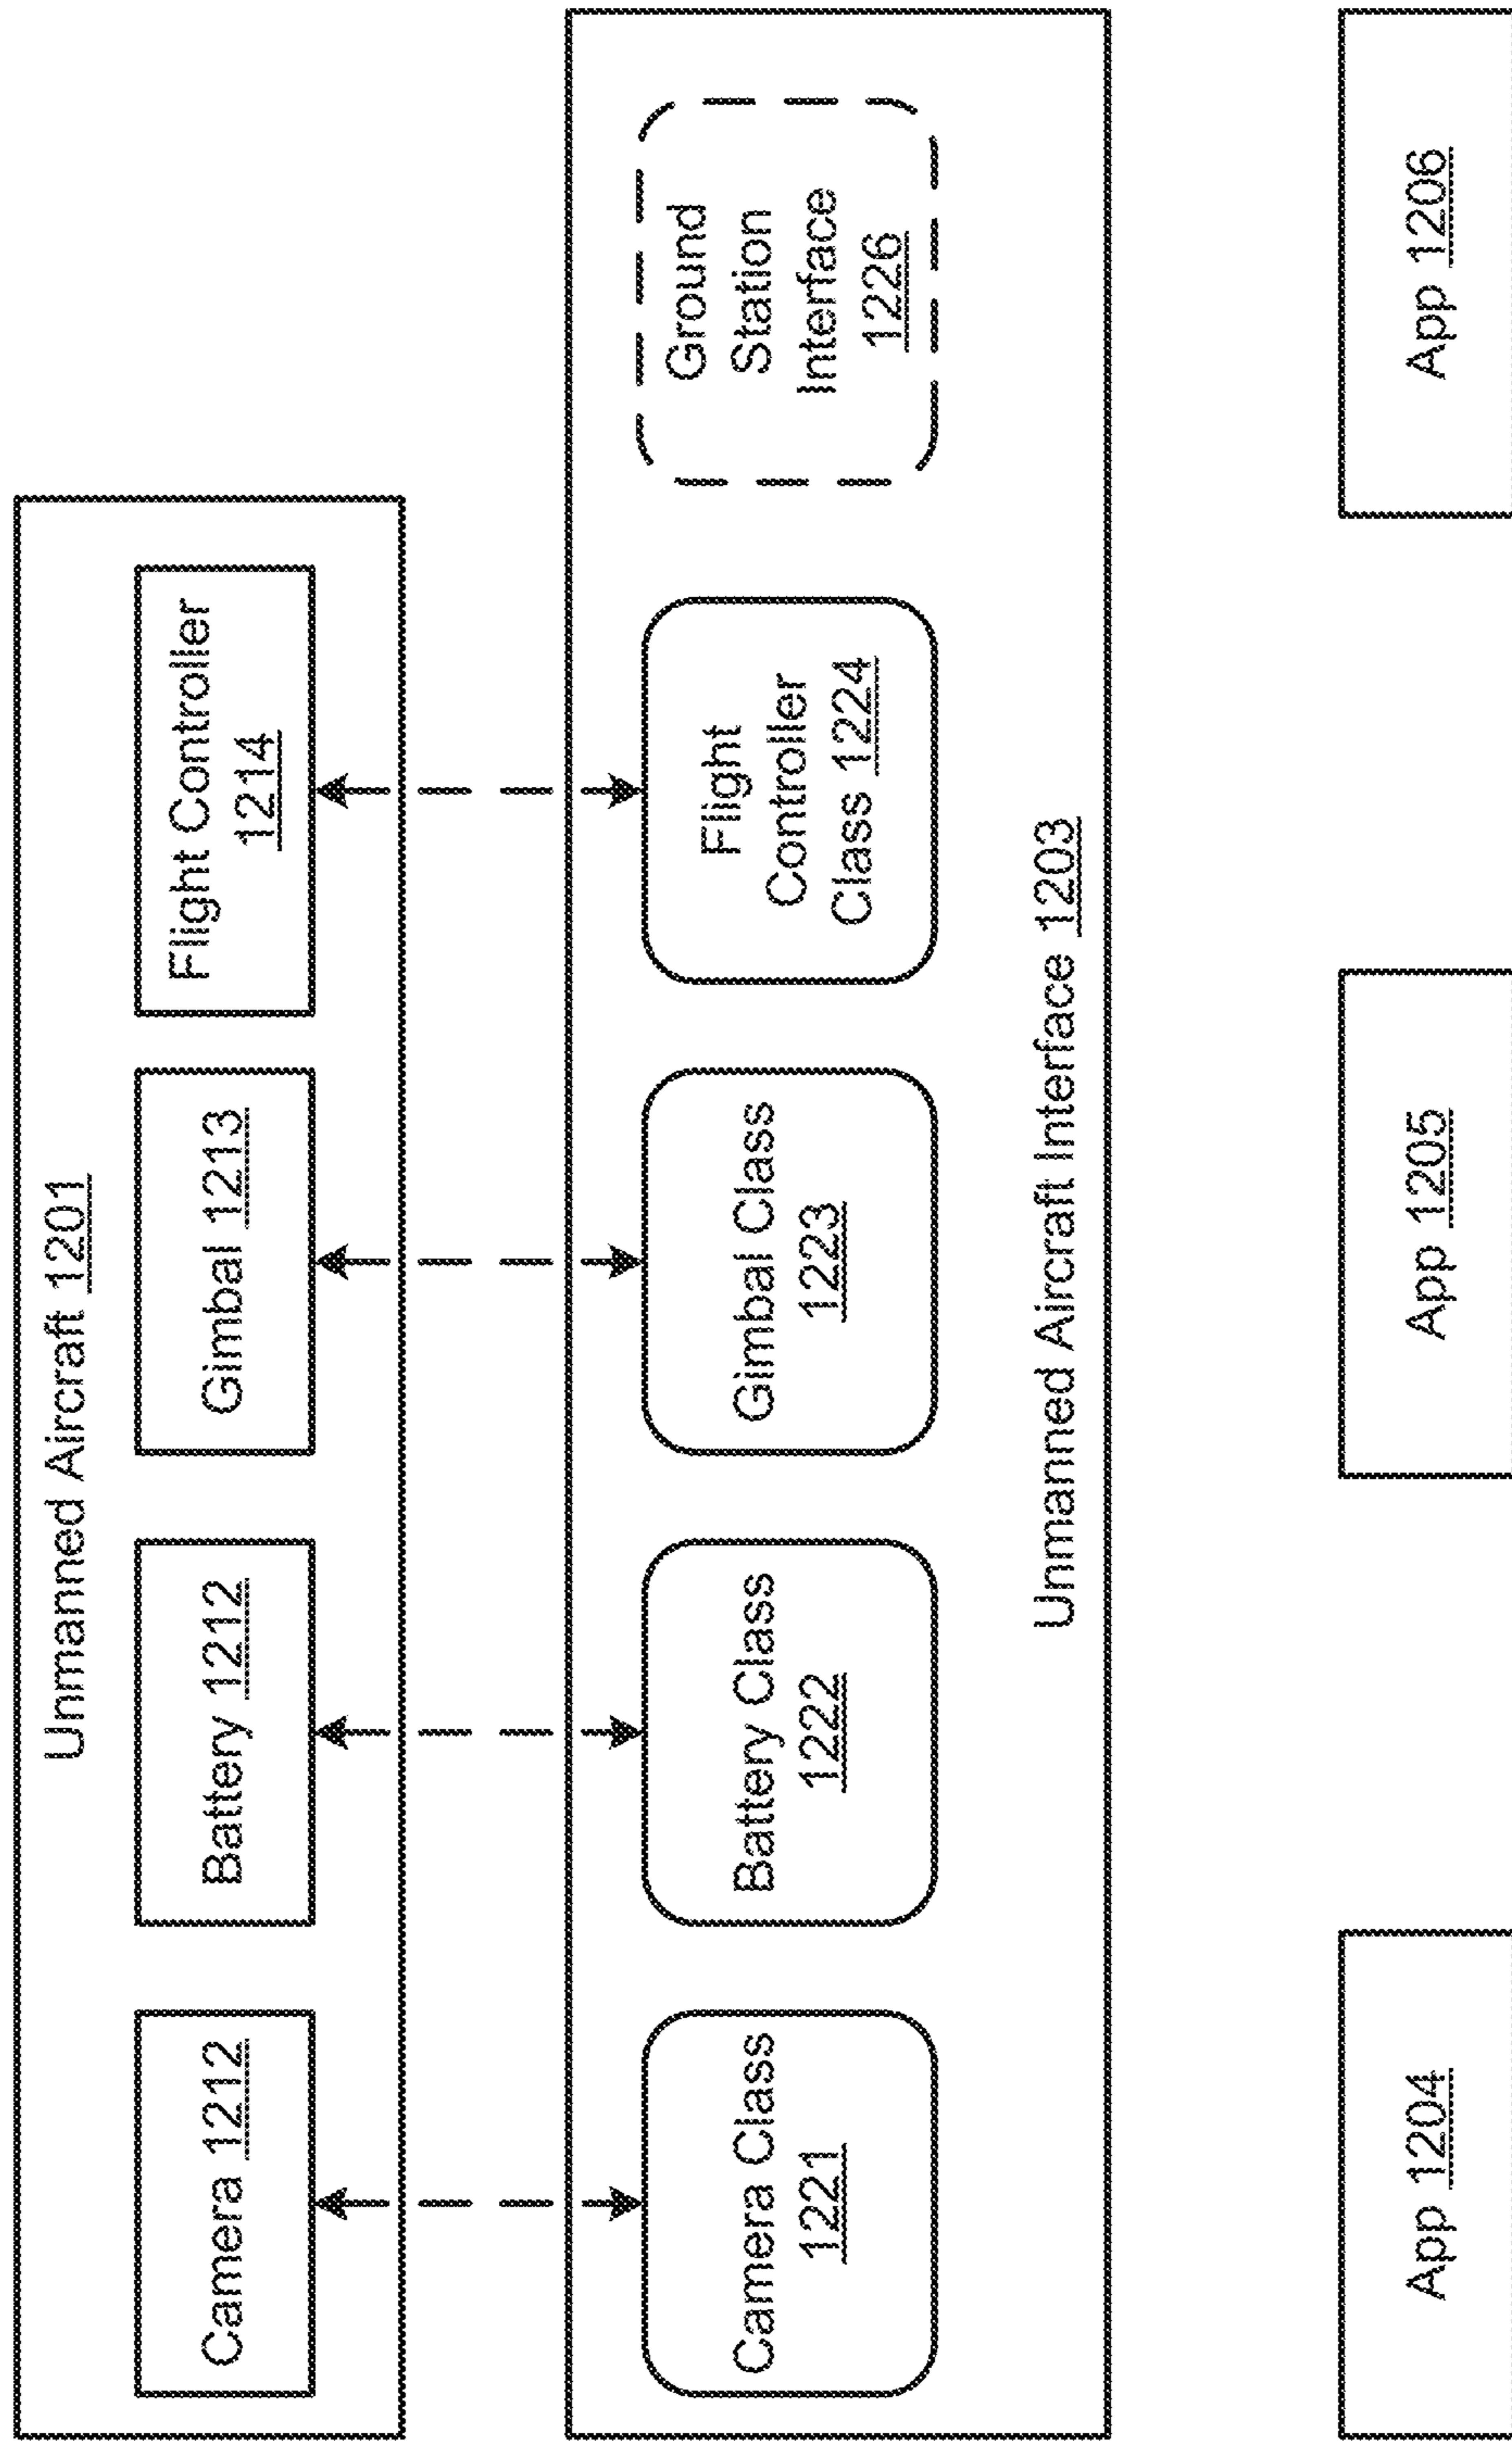 Unmanned Aircraft 1201
Camera 1212
Battery 1212
Gimbal 1213
Flight Controller
1214
Camera Class
1221
Battery Class
1222
Gimbal Class
1223
Flight
Controller
Class 1224
Ground
Station
Interface
1226
Unmanned Aircraft Interface 1203
App 1204
App 1205
App 1206